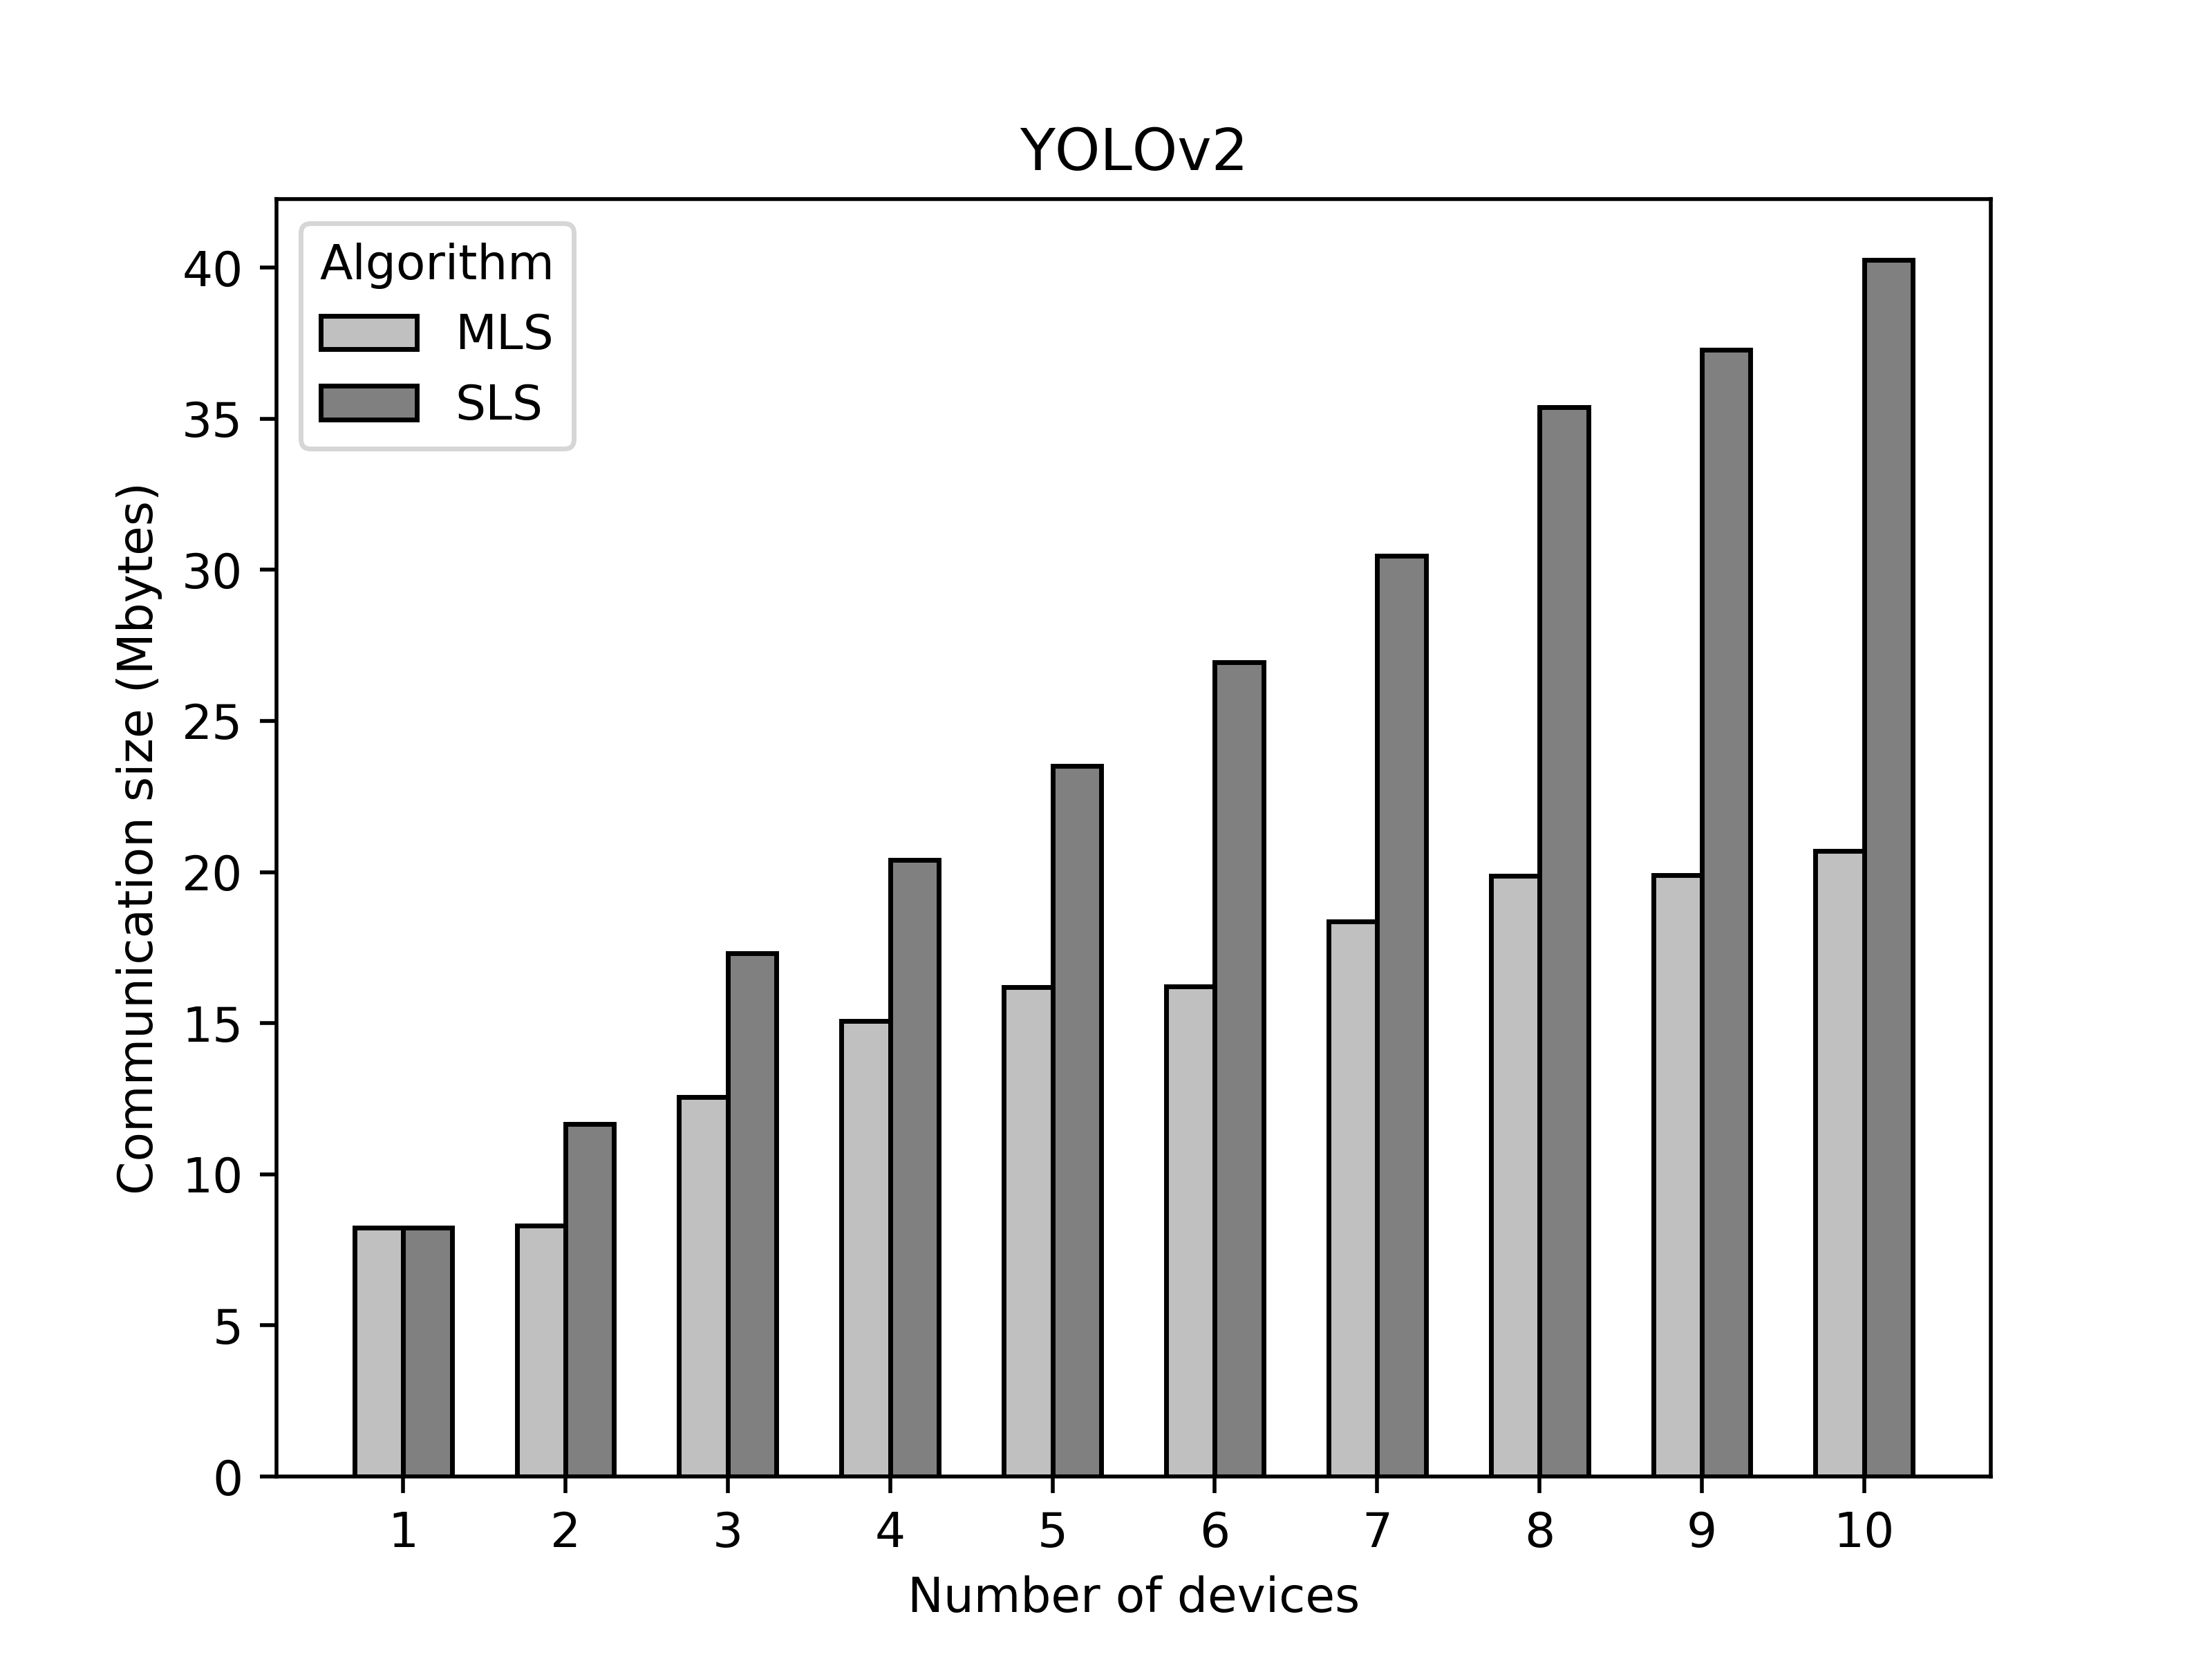 YOLOv2
Algorithm
MLS
SLS
Communication size (Mbytes)
40
35
30
25
20
15
10
5
0
1 2 3 4 5 6 7 8 9 10
Number of devices